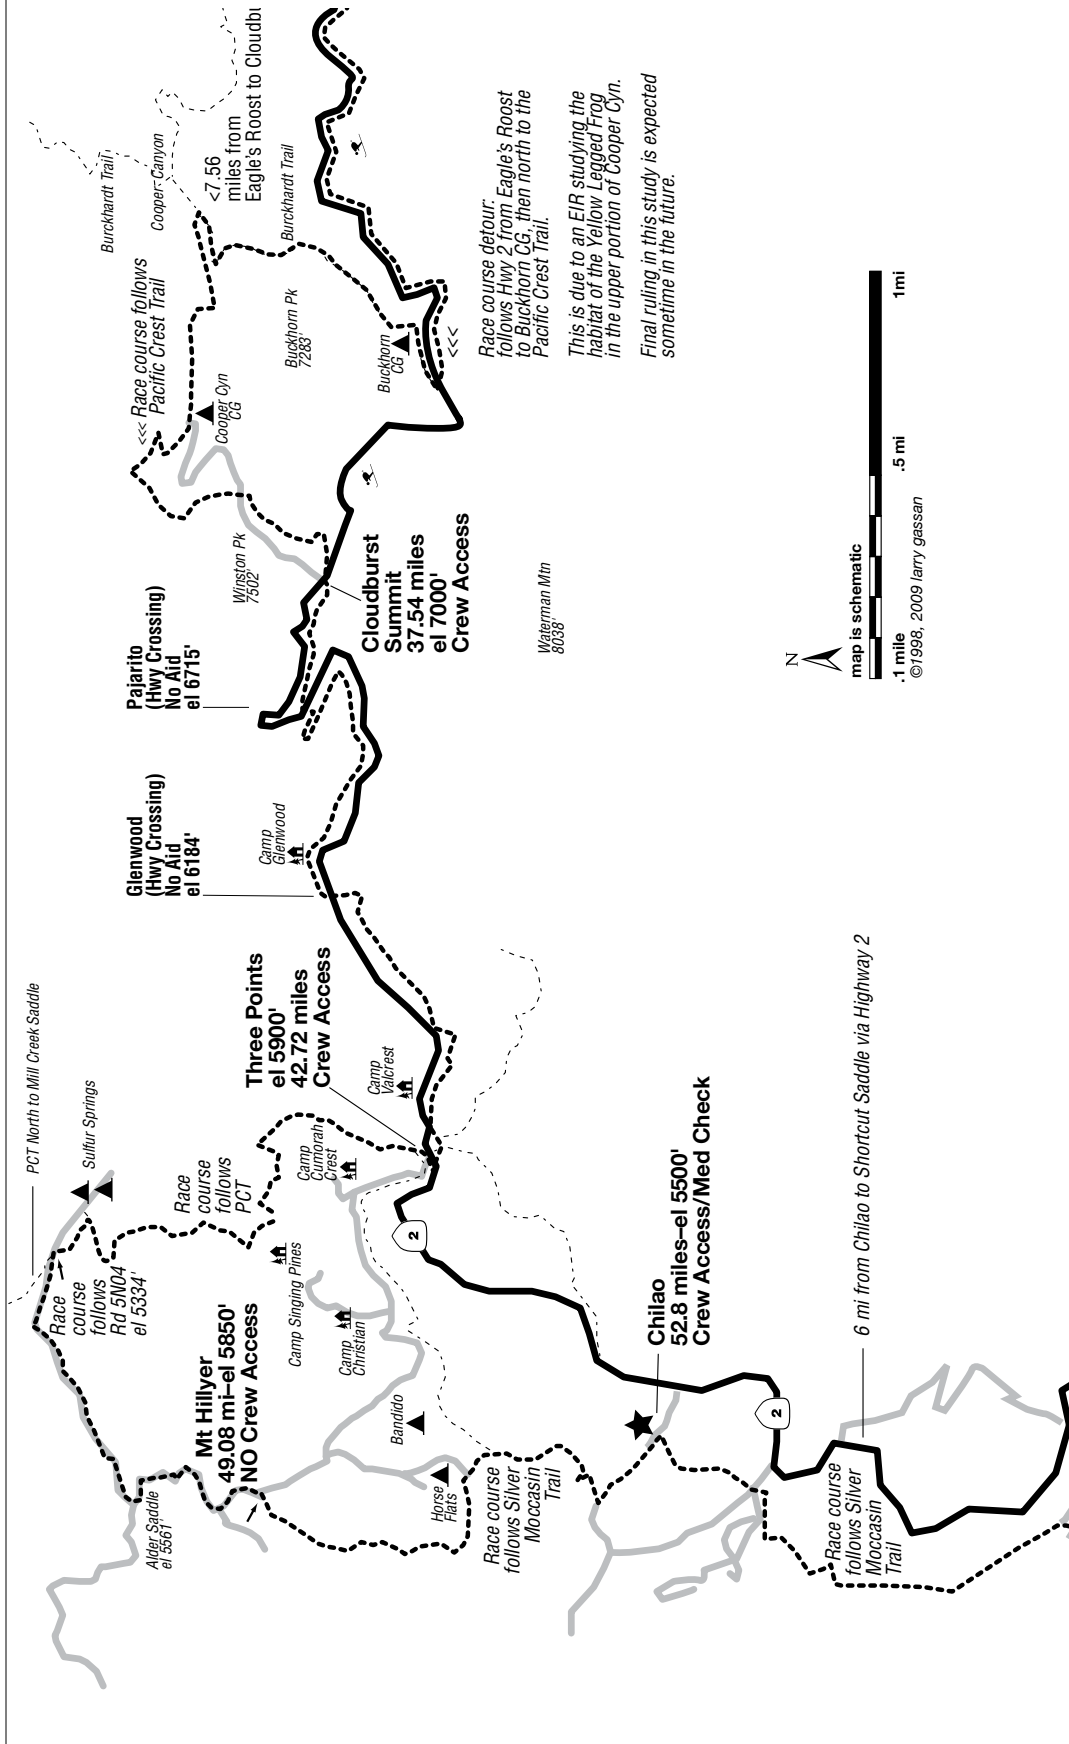 PCT North to Mill Creek Saddle
Sulfur Springs
Race
course
follows
Rd 5N04
el 5334'
Race
course
follows
PCT
Alder Saddle
el 5561'
Mt Hillyer
49.08 mi–el 5850'
NO Crew Access
Camp Singing Pines
Camp
Christian
Camp
Cumorah
Crest
Bandido
Horse
Flats
Race course
follows Silver
Moccasin
Trail
Three Points
el 5900'
42.72 miles
Crew Access
Camp
Valcrest
2
Chilao
52.8 miles–el 5500'
Crew Access/Med Check
2
Race course
follows Silver
Moccasin
Trail
6 mi from Chilao to Shortcut Saddle via Highway 2
Glenwood
(Hwy Crossing)
No Aid
el 6184'
Camp
Glenwood
Pajarito
(Hwy Crossing)
No Aid
el 6715'
Winston Pk
7502'
Cloudburst
Summit
37.54 miles
el 7000'
Crew Access
Waterman Mtn
8038'
<<< Race course follows
Pacific Crest Trail
Cooper Cyn
CG
Burckhardt Trail
Cooper Canyon
<7.56
miles from
Eagle's Roost to Cloudbu
Burckhardt Trail
Buckhorn Pk
7283'
Buckhorn
CG
<<<
Race course detour:
follows Hwy 2 from Eagle's Roost
to Buckhorn CG, then north to the
Pacific Crest Trail.
This is due to an EIR studying the
habitat of the Yellow Legged Frog
in the upper portion of Cooper Cyn.
Final ruling in this study is expected
sometime in the future.
N
map is schematic
.1 mile
.5 mi
1mi
©1998, 2009 larry gassan